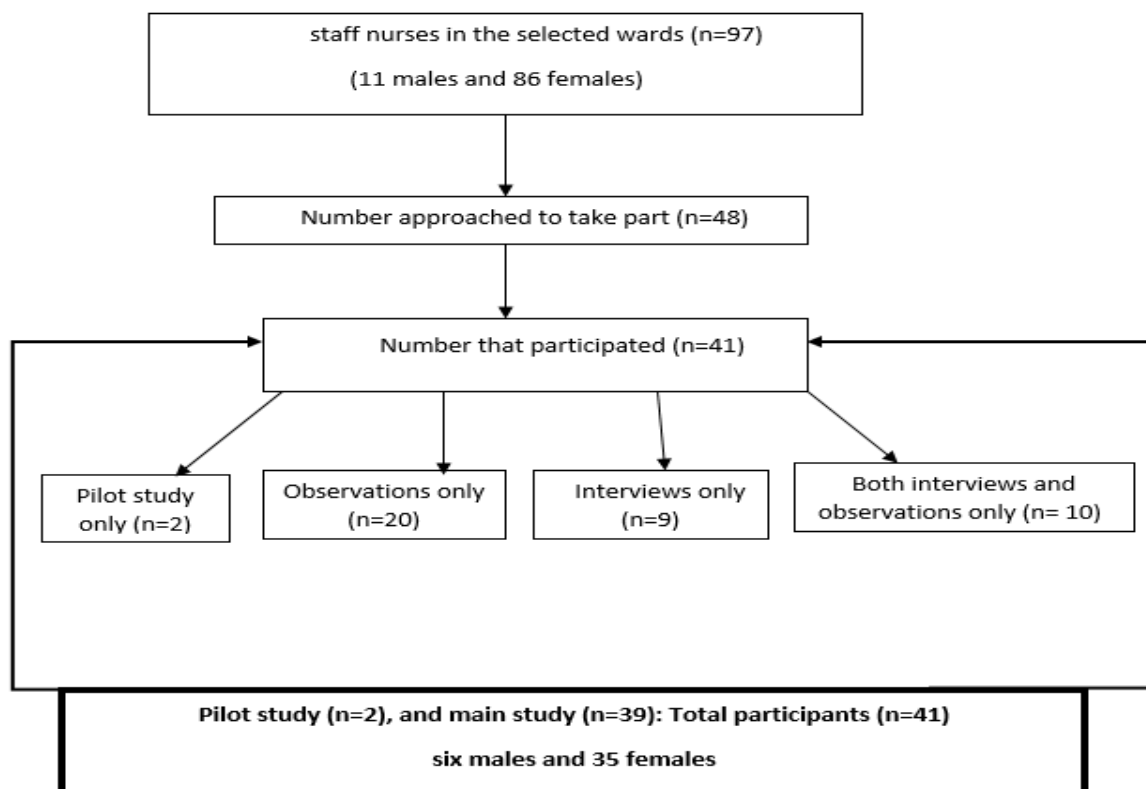 staff nurses in the selected wards (n=97)
(11 males and 86 females)
Number approached to take part (n=48)
Number that participated (n=41)
Pilot study
only (n=2)
Observations only
(n=20)
Interviews only
(n=9)
Both interviews and
observations only (n= 10)
Pilot study (n=2), and main study (n=39): Total participants (n=41)
six males and 35 females